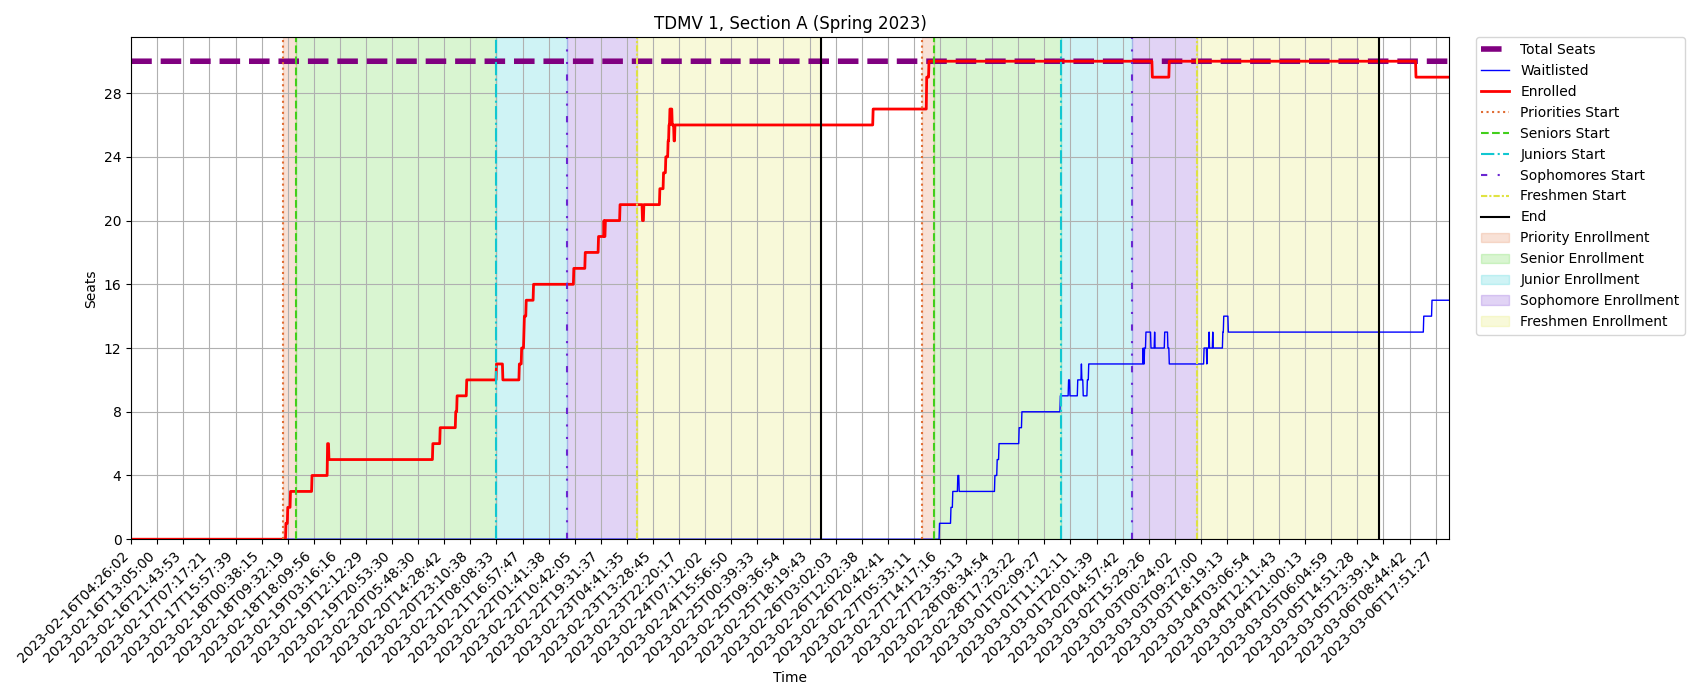 TDMV 1, Section A (Spring 2023)
Total Seats
Waitlisted
Enrolled
Priorities Start
Seniors Start
Juniors Start
Sophomores Start
Freshmen Start
End
Priority Enrollment
Senior Enrollment
Junior Enrollment
Sophomore Enrollment
Freshmen Enrollment
Seats
28
24
20
16
12
8
4
0
2023-02-16T04:26:02
2023-02-16T13:05:00
2023-02-16T21:43:53
2023-02-17T07:17:21
2023-02-17T15:57:39
2023-02-18T00:38:15
2023-02-18T09:32:19
2023-02-18T18:09:56
2023-02-19T03:16:16
2023-02-19T12:12:29
2023-02-19T20:53:30
2023-02-20T05:48:30
2023-02-20T14:28:42
2023-02-20T23:10:38
2023-02-21T08:08:33
2023-02-21T16:57:47
2023-02-22T01:41:38
2023-02-22T10:42:05
2023-02-22T19:31:37
2023-02-23T04:41:35
2023-02-23T13:28:45
2023-02-23T22:20:17
2023-02-24T07:12:02
2023-02-24T15:56:50
2023-02-25T00:39:33
2023-02-25T09:36:54
2023-02-25T18:19:43
2023-02-26T03:02:03
2023-02-26T12:02:38
2023-02-26T20:42:41
2023-02-27T05:33:11
2023-02-27T14:17:16
2023-02-27T23:35:13
2023-02-28T08:34:54
2023-02-28T17:23:22
2023-03-01T02:09:27
2023-03-01T11:12:11
2023-03-01T20:01:39
2023-03-02T04:57:42
2023-03-02T15:29:26
2023-03-03T00:24:02
2023-03-03T09:27:00
2023-03-03T18:19:13
2023-03-04T03:06:54
2023-03-04T12:11:43
2023-03-04T21:00:13
2023-03-05T06:04:59
2023-03-05T14:51:28
2023-03-05T23:39:14
2023-03-06T08:44:42
2023-03-06T17:51:27
Time